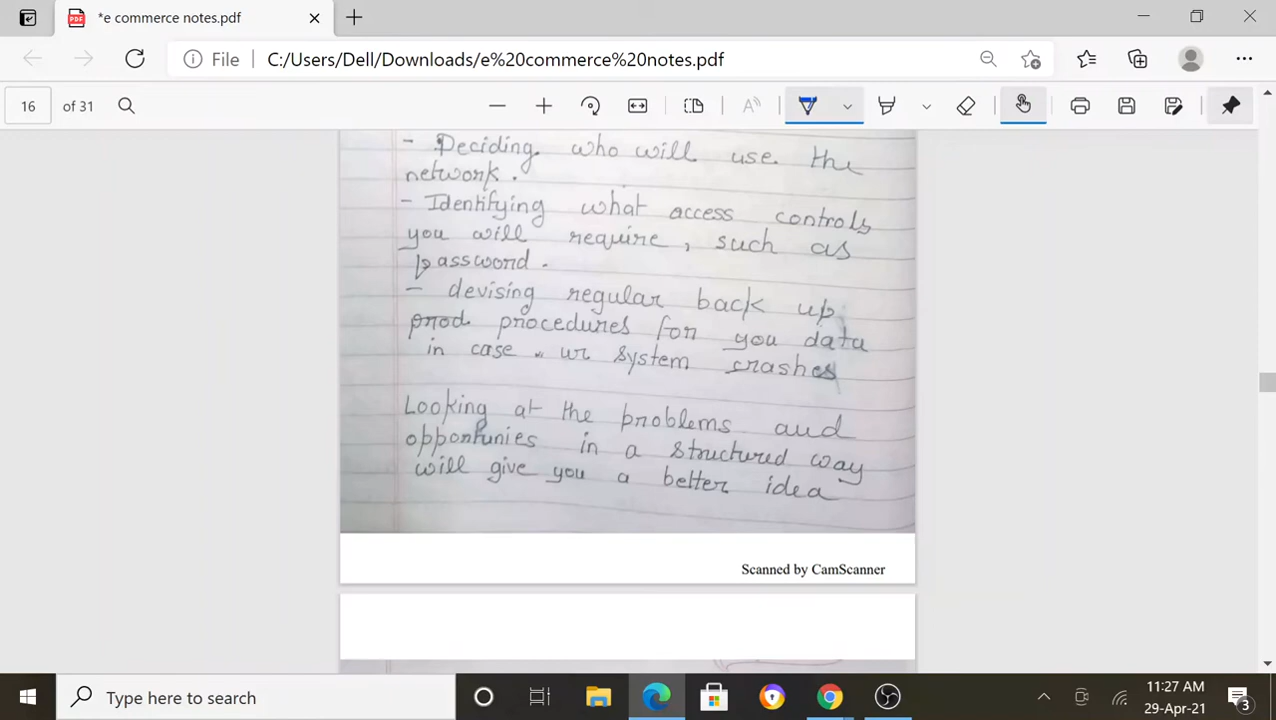 *e commerce notes.pdf
File C:/Users/Dell/Downloads/e%20commerce%20notes.pdf
16 of 31
- Deciding who will use the
network.
- Identifying what access controls
you will require, such as
password.
- devising regular back up
prod procedures for you data
in case system crashes
Looking at the problems and
opportunies in a structured way
will give you a better idea
Scanned by CamScanner
Type here to search
11:27 AM
29-Apr-21
3